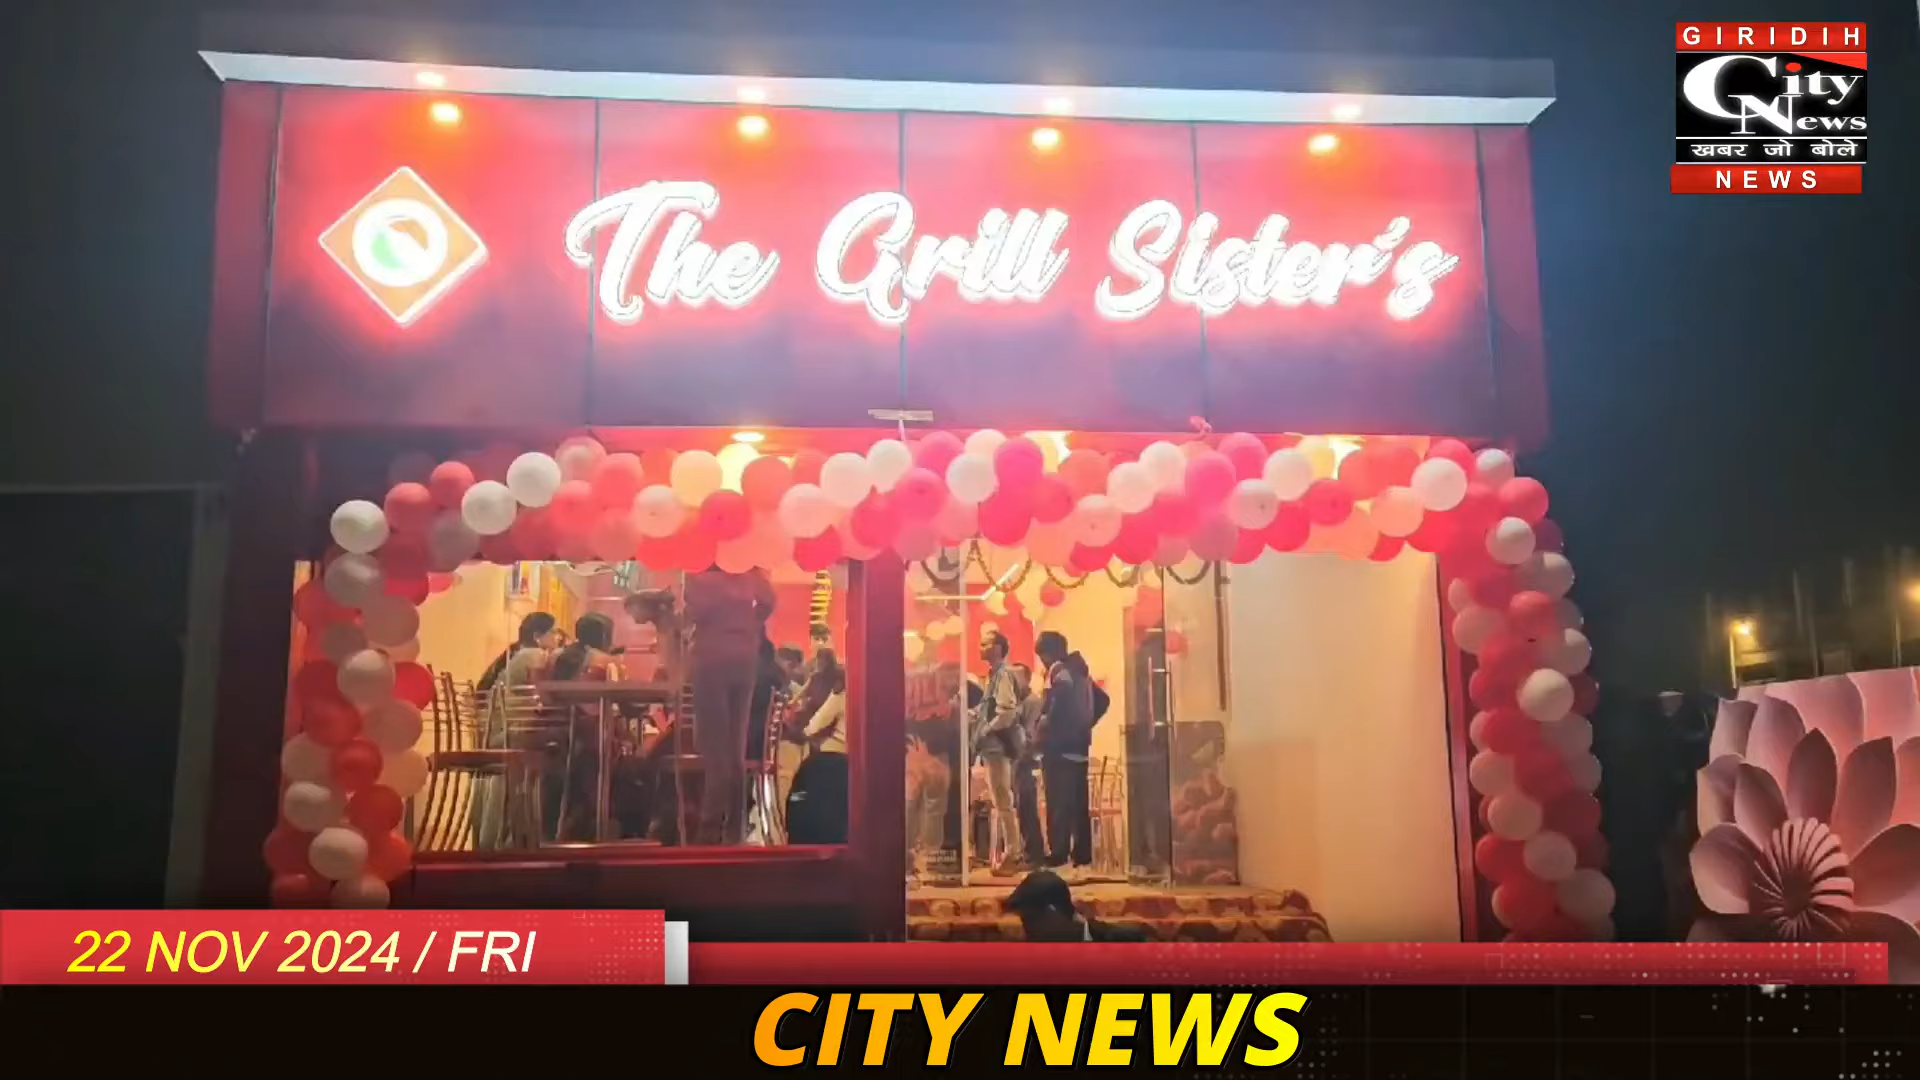 GIRIDIH
City
News
खबर जो बोले
NEWS
The Grill Sister's
22 NOV 2024 / FRI
CITY NEWS